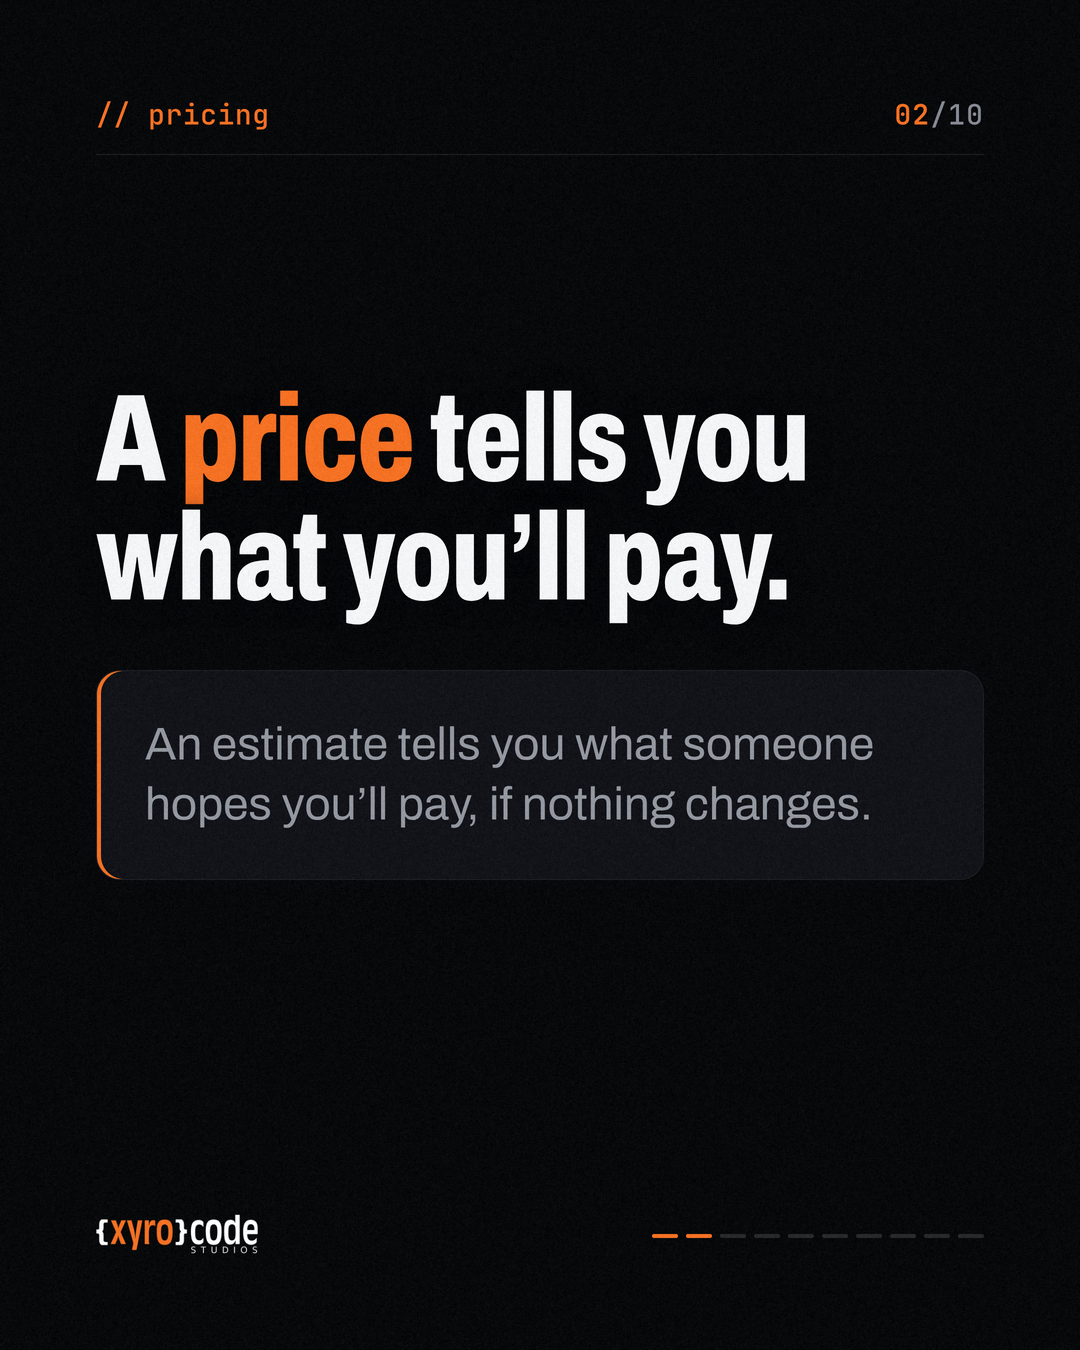 // pricing
02/10
A price tells you
what you’ll pay.
An estimate tells you what someone
hopes you’ll pay, if nothing changes.
{xyro}code
STUDIOS